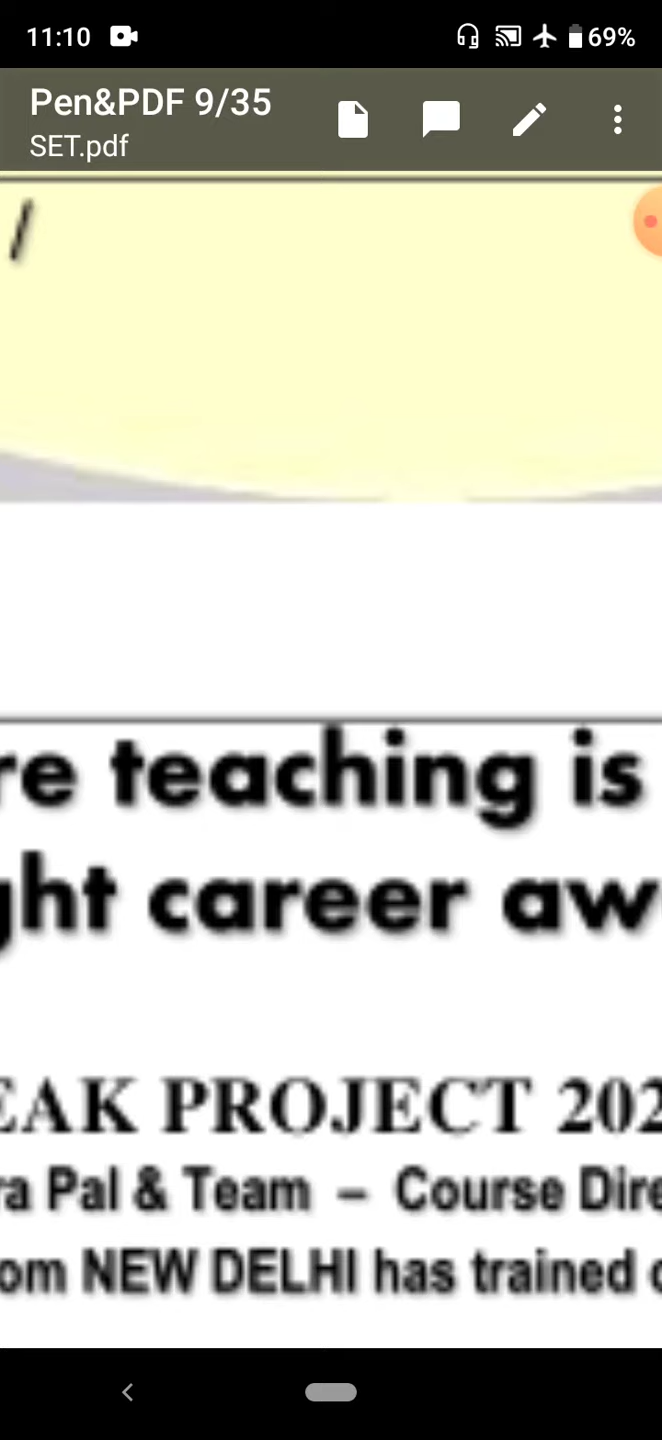 11:10 69%
Pen&PDF 9/35
SET.pdf
/
re teaching is
ght career aw
EAK PROJECT 202
ra Pal & Team – Course Dire
om NEW DELHI has trained